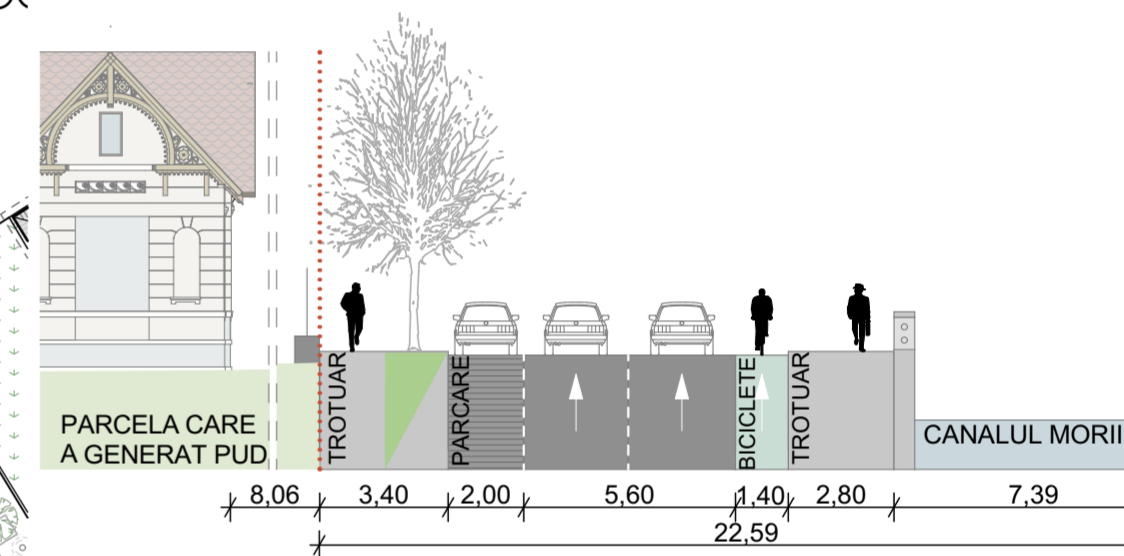 TROTUAR
PARCARE
BICICLETE
TROTUAR
PARCELA CARE
A GENERAT PUD
CANALUL MORII
8,06 3,40 2,00 5,60 1,40 2,80 7,39
22,59